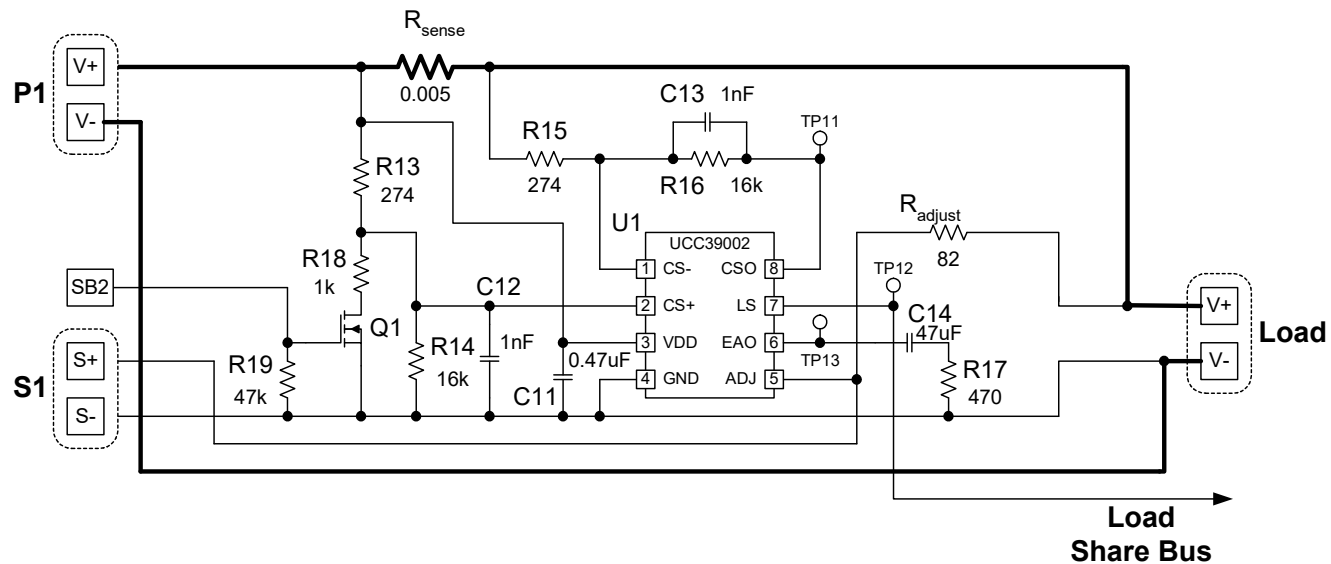 R sense
0.005
P1
V+
V-
C13 1nF
TP11
R15
274
R16 16k
R13
274
U1
UCC39002
R adjust
82
R18
1k
SB2
1 CS- CSO 8
2 CS+ LS 7
3 VDD EAO 6
4 GND ADJ 5
TP12
C12
1nF
C14
47uF
Q1
TP13
V+
V-
Load
S1
S+
S-
R19
47k
R14
16k
0.47uF
C11
R17
470
Load
Share Bus